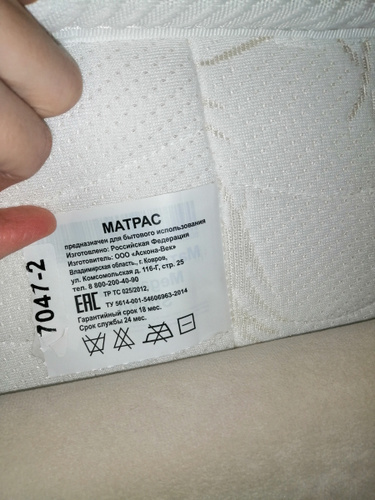 МАТРАС
предназначен для бытового использования
Изготовлено: Российская Федерация
Изготовитель: ООО «Аскона-Век»
Владимирская область, г. Ковров,
ул. Комсомольская д. 116-Г, стр. 25
тел. 8 800-200-40-90
ЕАС ТР ТС 025/2012,
ТУ 5614-001-54606963-2014
Гарантийный срок 18 мес.
Срок службы 24 мес.
7047-2